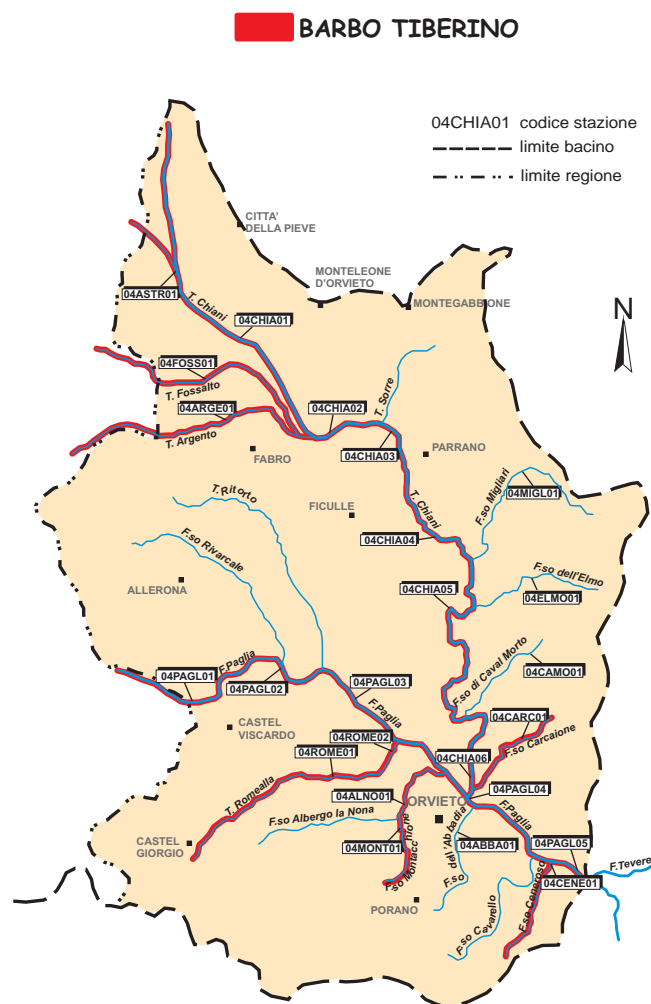 BARBO TIBERINO
04CHIA01 codice stazione
limite bacino
limite regione
CITTA'
DELLA PIEVE
MONTELEONE
D'ORVIETO
MONTEGABBIONE
N
04ASTR01
T. Chiani
04CHIA01
04FOSS01
T. Fossalto
04ARGE01
T. Argento
04CHIA02
T. Sorre
04CHIA03
FABRO
PARRANO
T. Ritorto
FICULLE
T. Chiani
F.so Migliari
04MIGL01
F.so Rivarcale
04CHIA04
ALLERONA
04CHIA05
F.so dell'Elmo
04ELMO01
F.so di Caval Morto
04CAMO01
F.Paglia
04PAGL01
04PAGL02
04PAGL03
F.Paglia
CASTEL
VISCARDO
04ROME02
04ROME01
04CARC01
F.so Carcaione
04CHIA06
T. Romealla
04ALNO01
ORVIETO
04PAGL04
F.so Albergo la Nona
F.Paglia
CASTEL
GIORGIO
04MONT01
F.so Montacchione
F.so dell'Abbadia
04ABBA01
04PAGL05
F.Tevere
04CENE01
PORANO
F.so Cavarello
F.so Ceneroso